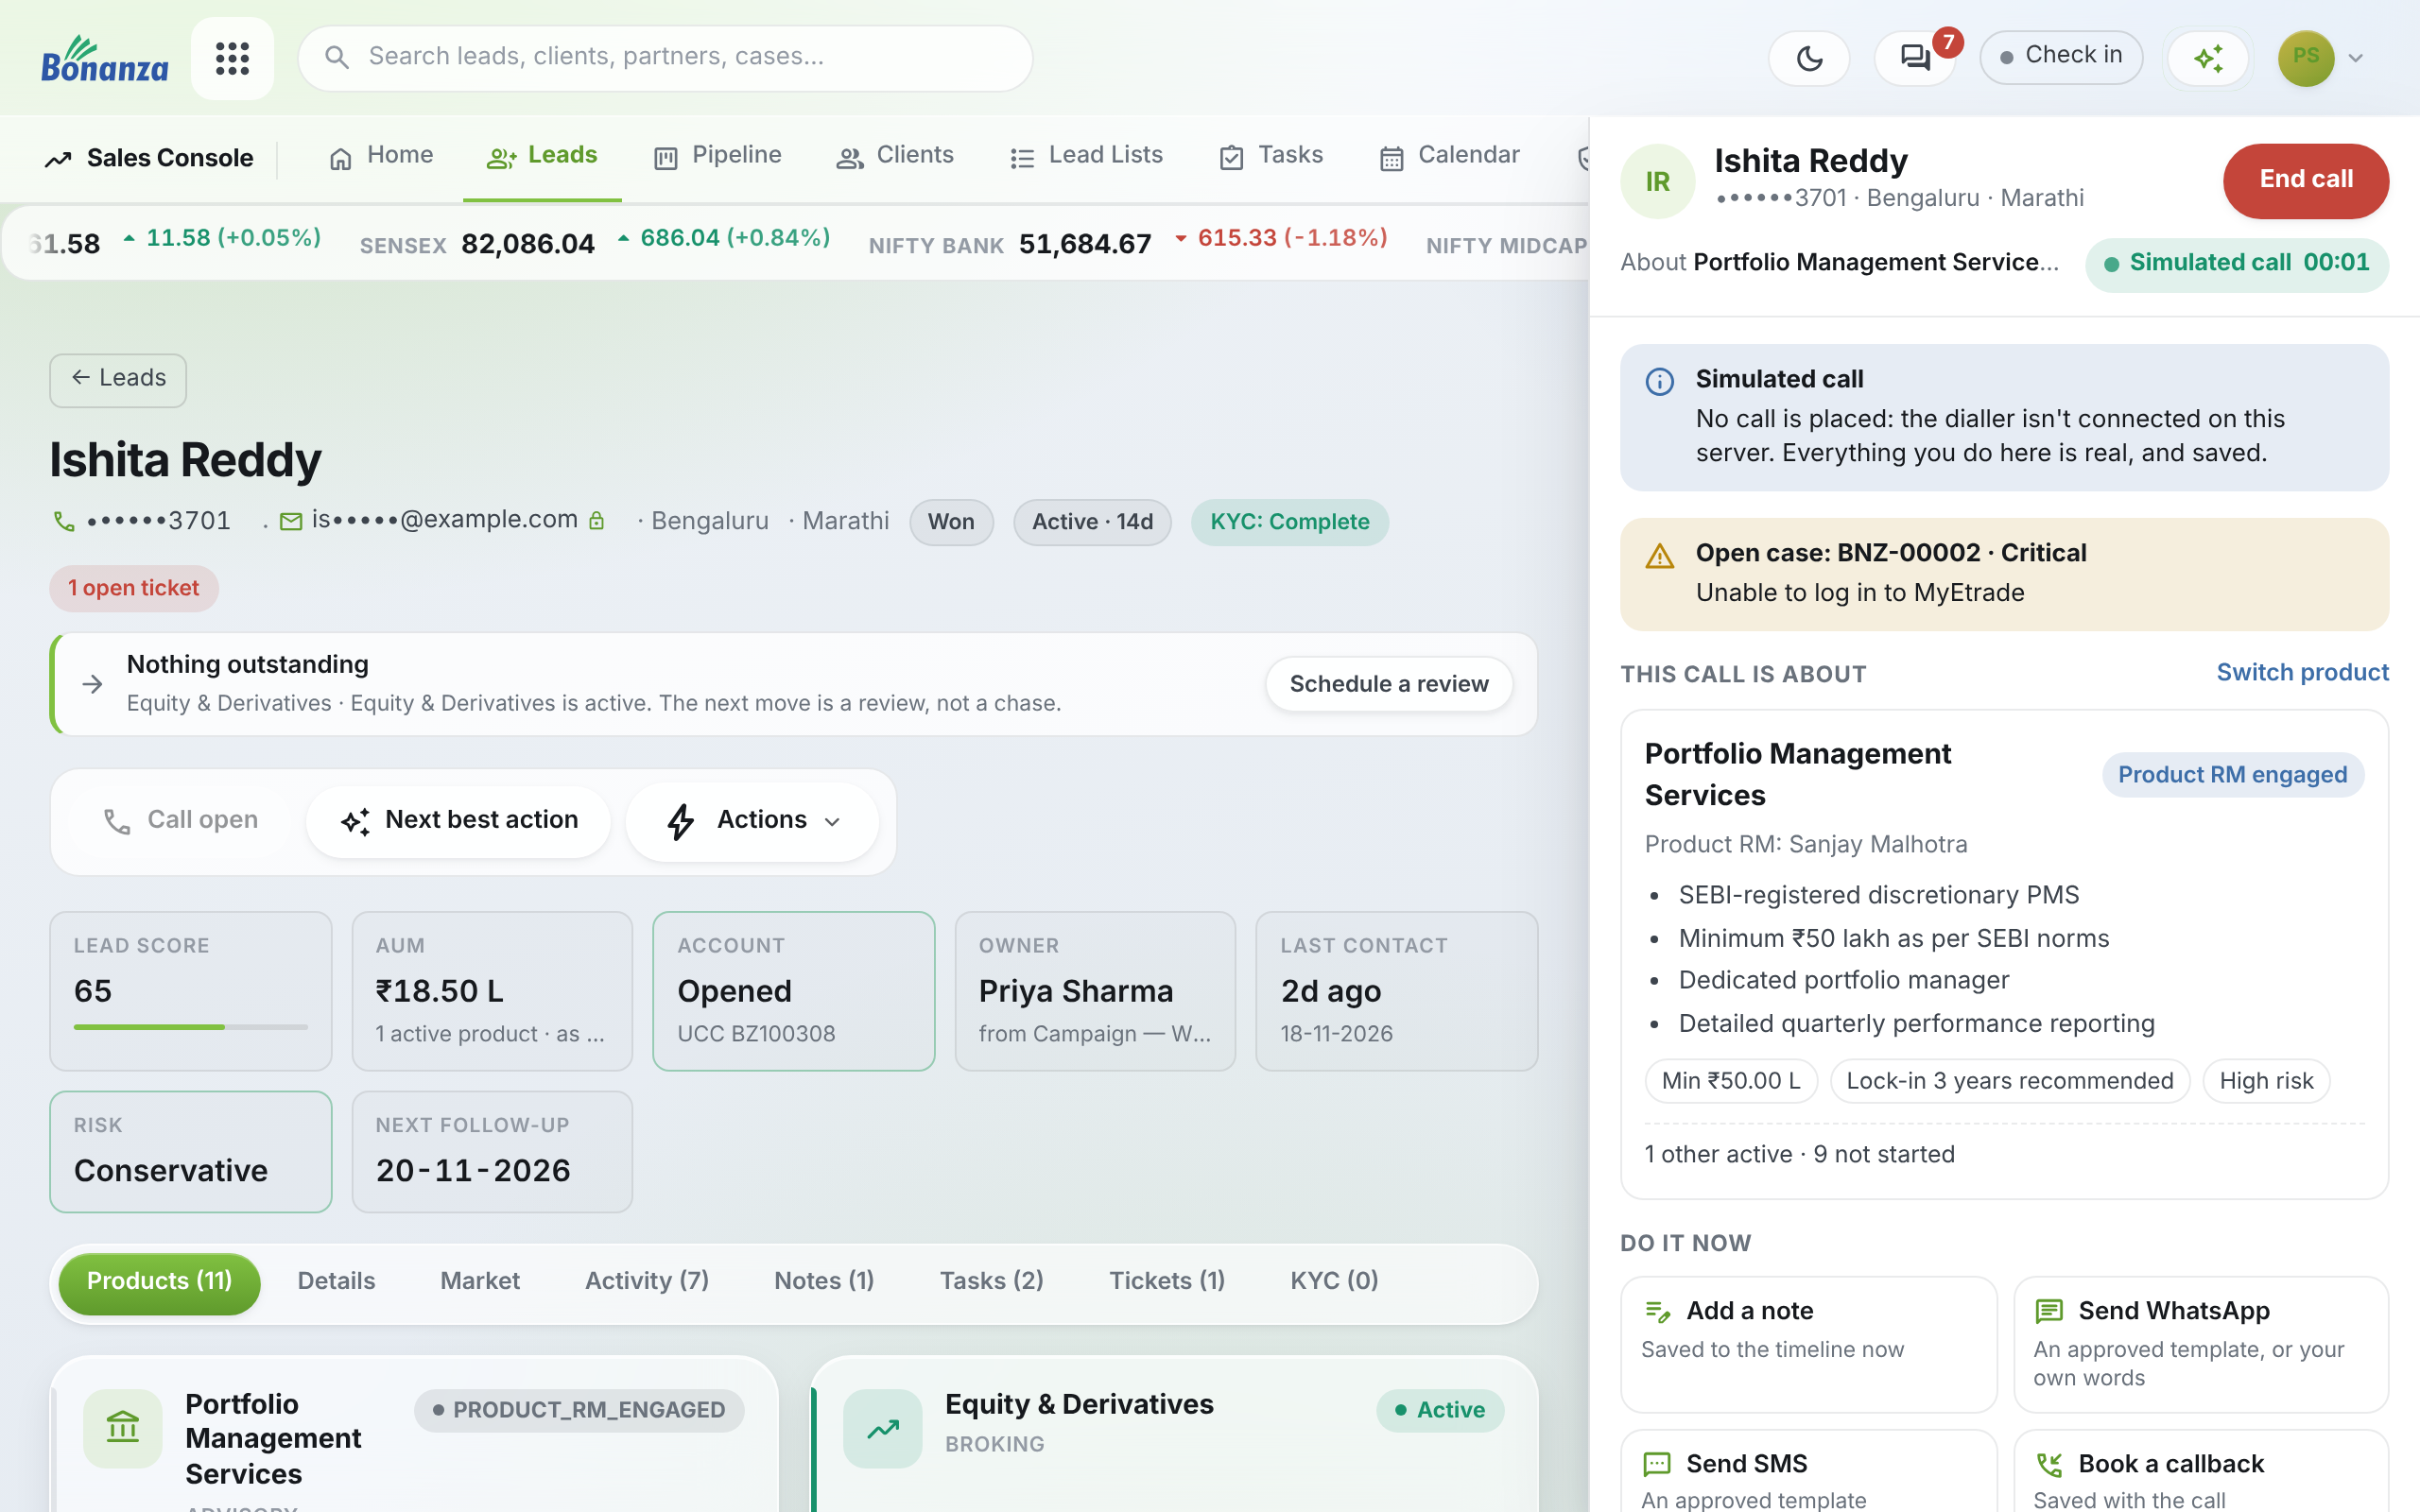 Bonanza
Search leads, clients, partners, cases...
7
Check in
PS
Sales Console
Home
Leads
Pipeline
Clients
Lead Lists
Tasks
Calendar
61.58 11.58 (+0.05%)
SENSEX 82,086.04 686.04 (+0.84%)
NIFTY BANK 51,684.67 615.33 (-1.18%)
NIFTY MIDCAP
← Leads
Ishita Reddy
••••••3701 · is•••••@example.com · Bengaluru · Marathi Won Active · 14d KYC: Complete
1 open ticket
Nothing outstanding
Equity & Derivatives · Equity & Derivatives is active. The next move is a review, not a chase.
Schedule a review
Call open
Next best action
Actions
LEAD SCORE
65
AUM
₹18.50 L
1 active product · as ...
ACCOUNT
Opened
UCC BZ100308
OWNER
Priya Sharma
from Campaign — W...
LAST CONTACT
2d ago
18-11-2026
RISK
Conservative
NEXT FOLLOW-UP
20-11-2026
Products (11)
Details
Market
Activity (7)
Notes (1)
Tasks (2)
Tickets (1)
KYC (0)
Portfolio
Management
Services
ADVISORY
PRODUCT_RM_ENGAGED
Equity & Derivatives
BROKING
Active
IR
Ishita Reddy
••••••3701 · Bengaluru · Marathi
End call
About Portfolio Management Service...
Simulated call 00:01
Simulated call
No call is placed: the dialler isn't connected on this
server. Everything you do here is real, and saved.
Open case: BNZ-00002 · Critical
Unable to log in to MyEtrade
THIS CALL IS ABOUT
Switch product
Portfolio Management
Services
Product RM engaged
Product RM: Sanjay Malhotra
• SEBI-registered discretionary PMS
• Minimum ₹50 lakh as per SEBI norms
• Dedicated portfolio manager
• Detailed quarterly performance reporting
Min ₹50.00 L
Lock-in 3 years recommended
High risk
1 other active · 9 not started
DO IT NOW
Add a note
Saved to the timeline now
Send WhatsApp
An approved template, or your
own words
Send SMS
An approved template
Book a callback
Saved with the call